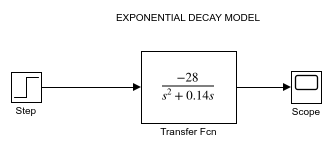 EXPONENTIAL DECAY MODEL
−28
s² + 0.14s
Step
Transfer Fcn
Scope